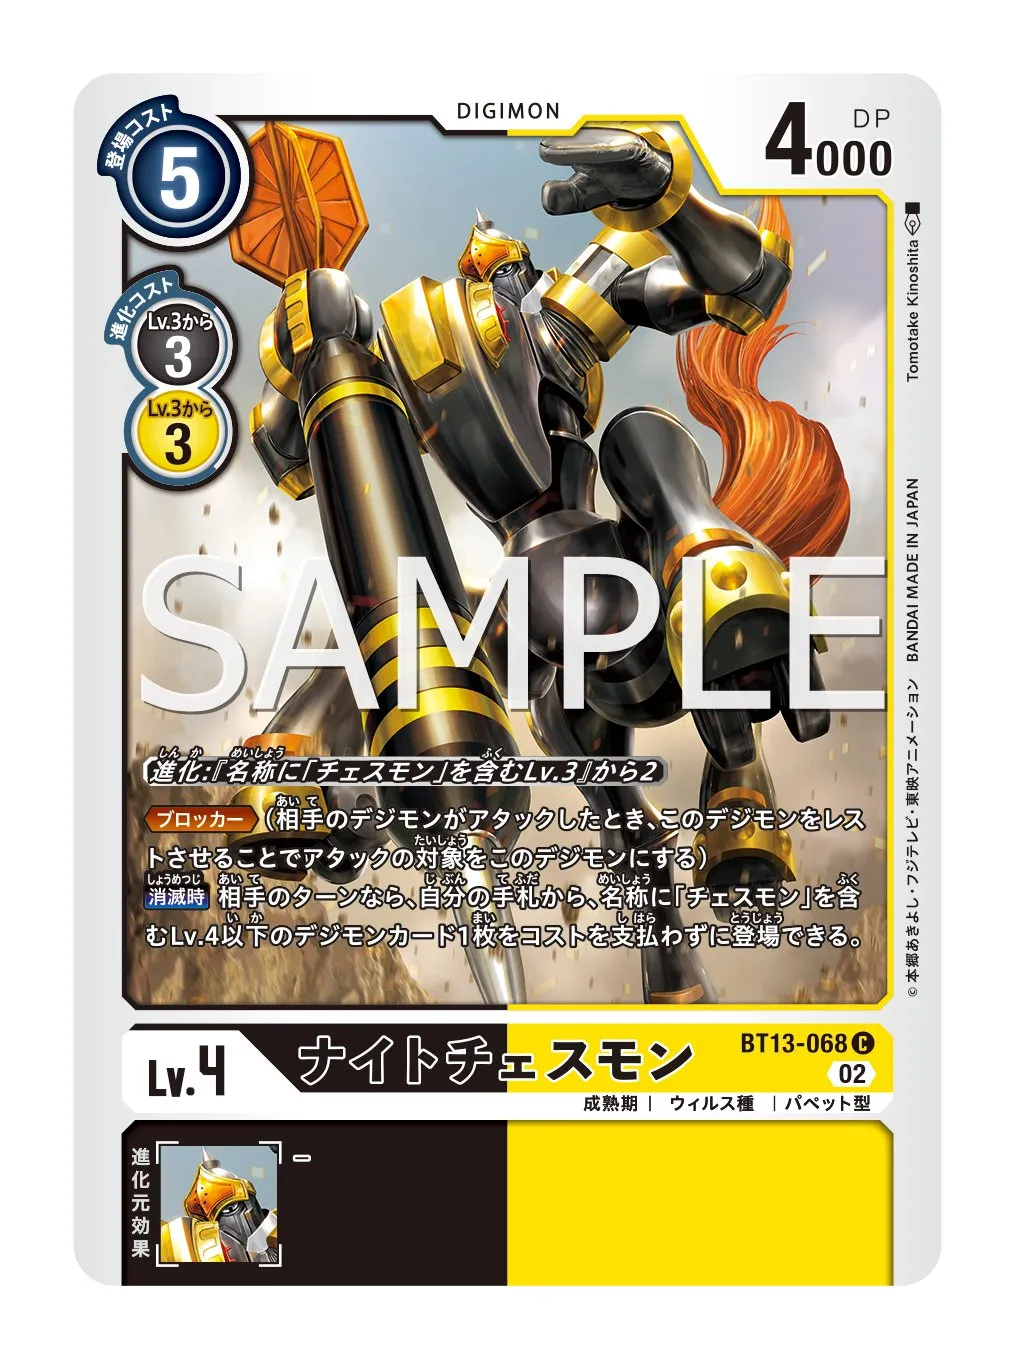 DIGIMON
登場コスト
5
4000
DP
進化コスト
Lv.3から
3
Lv.3から
3
Tomotake Kinoshita
BANDAI MADE IN JAPAN
© 本郷あきよし・フジテレビ・東映アニメーション
SAMPLE
進化:『名称に「チェスモン」を含むLv.3』から2
ブロッカー (相手のデジモンがアタックしたとき、このデジモンをレス
トさせることでアタックの対象をこのデジモンにする)
消滅時 相手のターンなら、自分の手札から、名称に「チェスモン」を含
むLv.4以下のデジモンカード1枚をコストを支払わずに登場できる。
Lv.4
ナイトチェスモン
BT13-068 C
02
成熟期 | ウィルス種 | パペット型
進化元効果
-